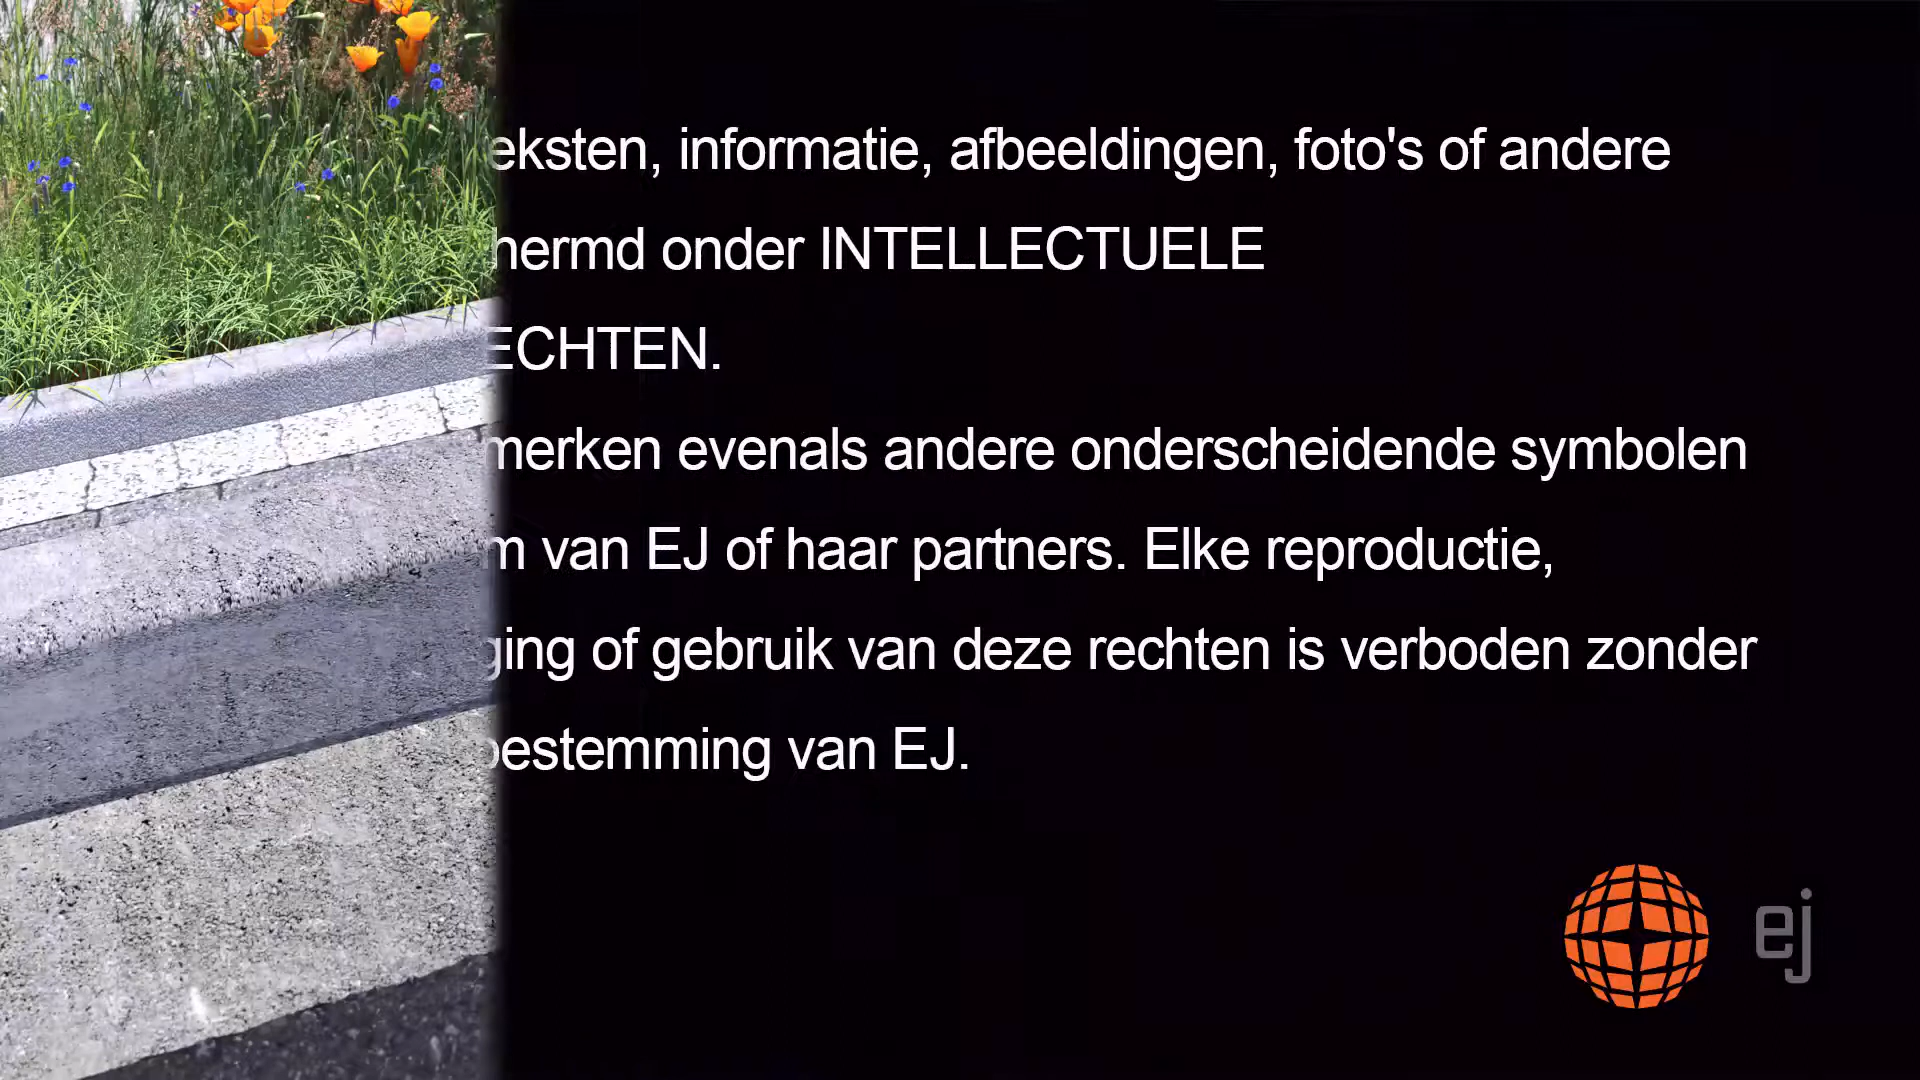 eksten, informatie, afbeeldingen, foto's of andere
hermd onder INTELLECTUELE
ECHTEN.
merken evenals andere onderscheidende symbolen
m van EJ of haar partners. Elke reproductie,
ging of gebruik van deze rechten is verboden zonder
bestemming van EJ.
ej